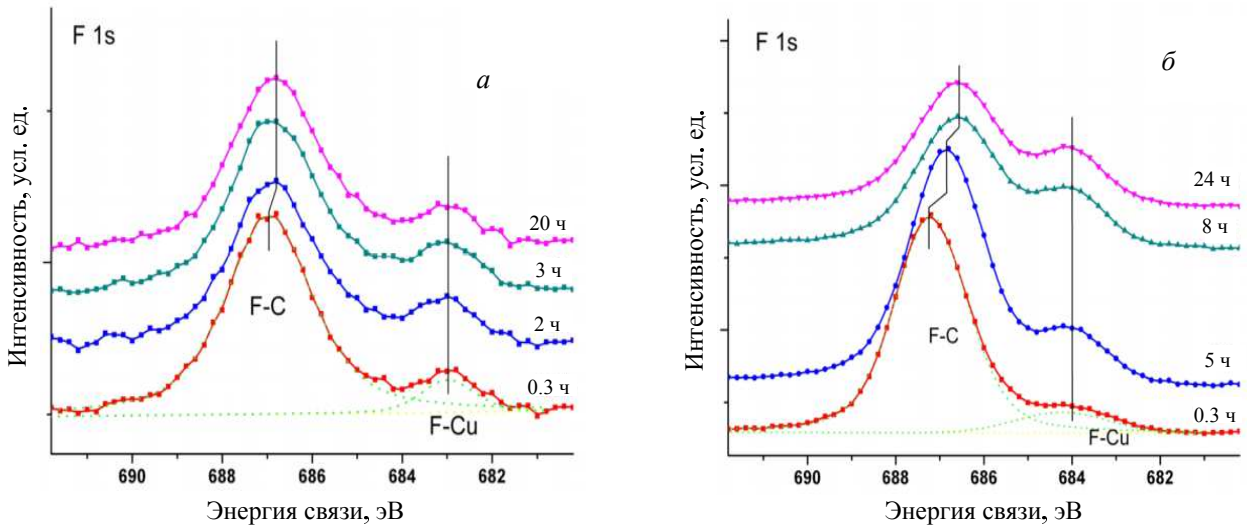 F 1s
а
20 ч
3 ч
2 ч
0.3 ч
F-C
F-Cu
690 688 686 684 682
Энергия связи, эВ
Интенсивность, усл. ед.
F 1s
б
24 ч
8 ч
5 ч
0.3 ч
F-C
F-Cu
690 688 686 684 682
Энергия связи, эВ
Интенсивность, усл. ед.